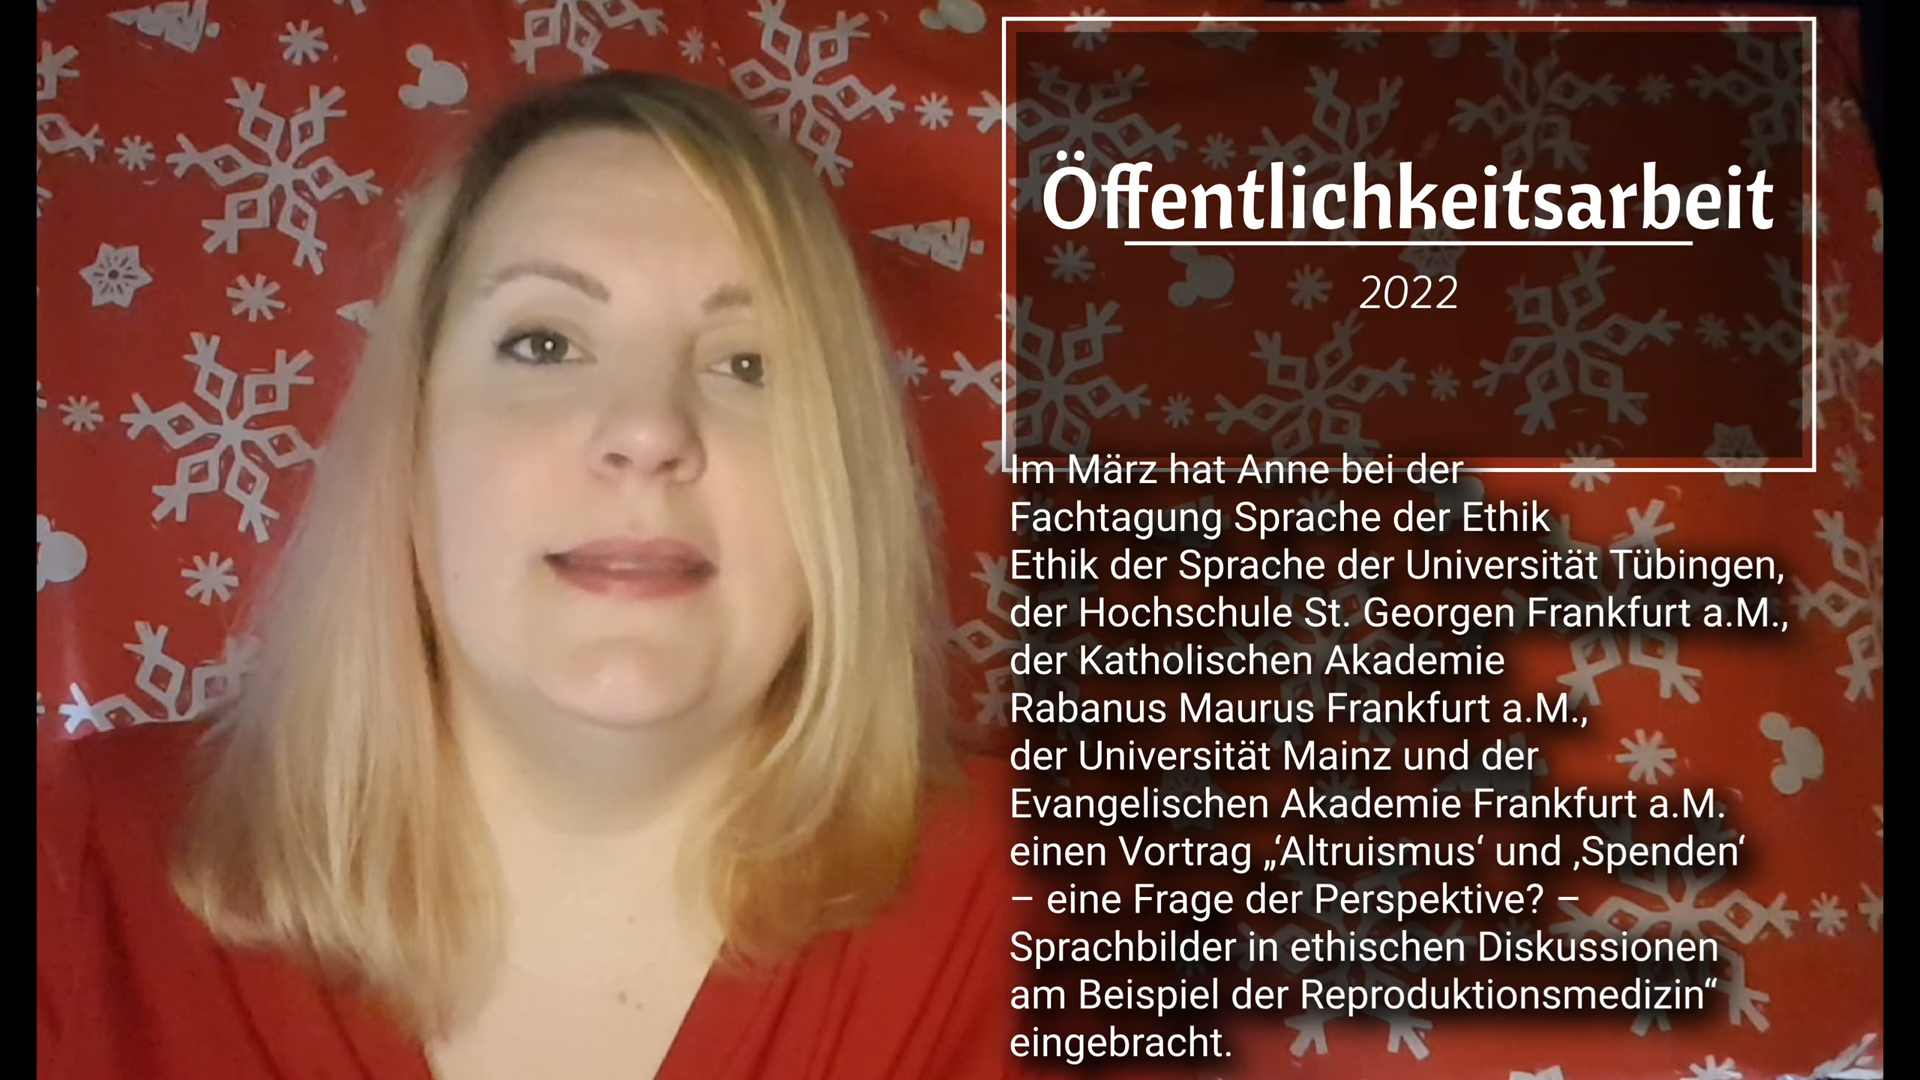 Öffentlichkeitsarbeit
2022
Im März hat Anne bei der
Fachtagung Sprache der Ethik
Ethik der Sprache der Universität Tübingen,
der Hochschule St. Georgen Frankfurt a.M.,
der Katholischen Akademie
Rabanus Maurus Frankfurt a.M.,
der Universität Mainz und der
Evangelischen Akademie Frankfurt a.M.
einen Vortrag „‘Altruismus‘ und ‚Spenden‘
– eine Frage der Perspektive? –
Sprachbilder in ethischen Diskussionen
am Beispiel der Reproduktionsmedizin“
eingebracht.